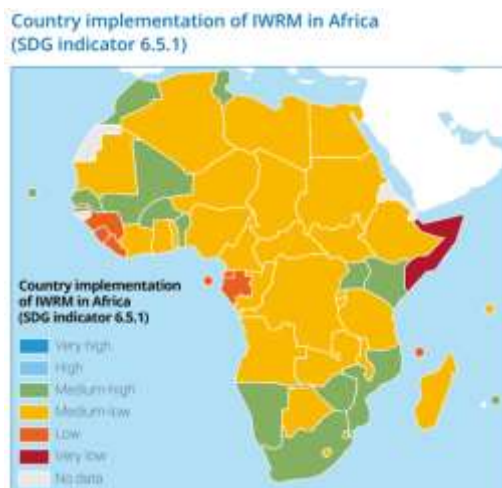 Country implementation of IWRM in Africa
(SDG indicator 6.5.1)
Country implementation
of IWRM in Africa
(SDG indicator 6.5.1)
Very high
High
Medium-high
Medium-low
Low
Very low
No data